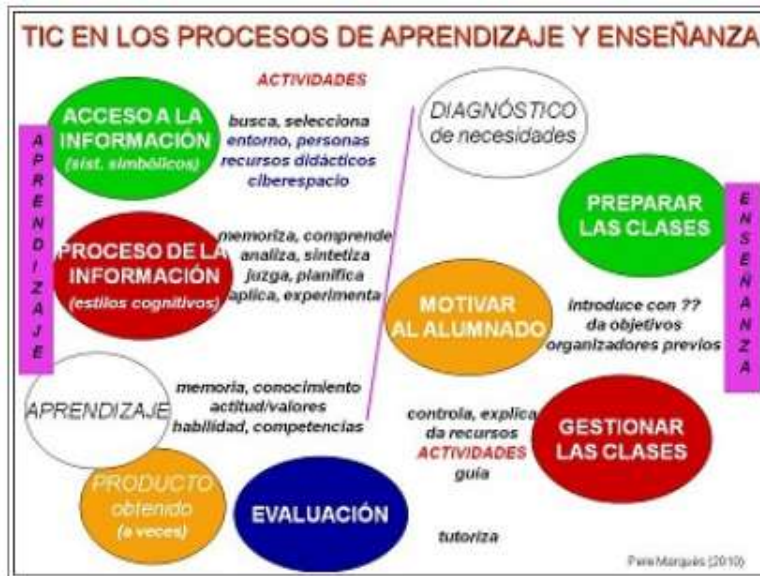 TIC EN LOS PROCESOS DE APRENDIZAJE Y ENSEÑANZA
APRENDIZAJE
ACCESO A LA
INFORMACIÓN
(sist. simbólicos)
ACTIVIDADES
busca, selecciona
entorno, personas
recursos didácticos
ciberespacio
PROCESO DE LA
INFORMACIÓN
(estilos cognitivos)
memoriza, comprende
analiza, sintetiza
juzga, planifica
aplica, experimenta
APRENDIZAJE
memoria, conocimiento
actitud/valores
habilidad, competencias
PRODUCTO
obtenido
(a veces)
EVALUACIÓN
DIAGNÓSTICO
de necesidades
PREPARAR
LAS CLASES
ENSEÑANZA
MOTIVAR
AL ALUMNADO
introduce con ??
da objetivos
organizadores previos
controla, explica
da recursos
ACTIVIDADES
guía
GESTIONAR
LAS CLASES
tutoriza
Pere Marquès (2010)